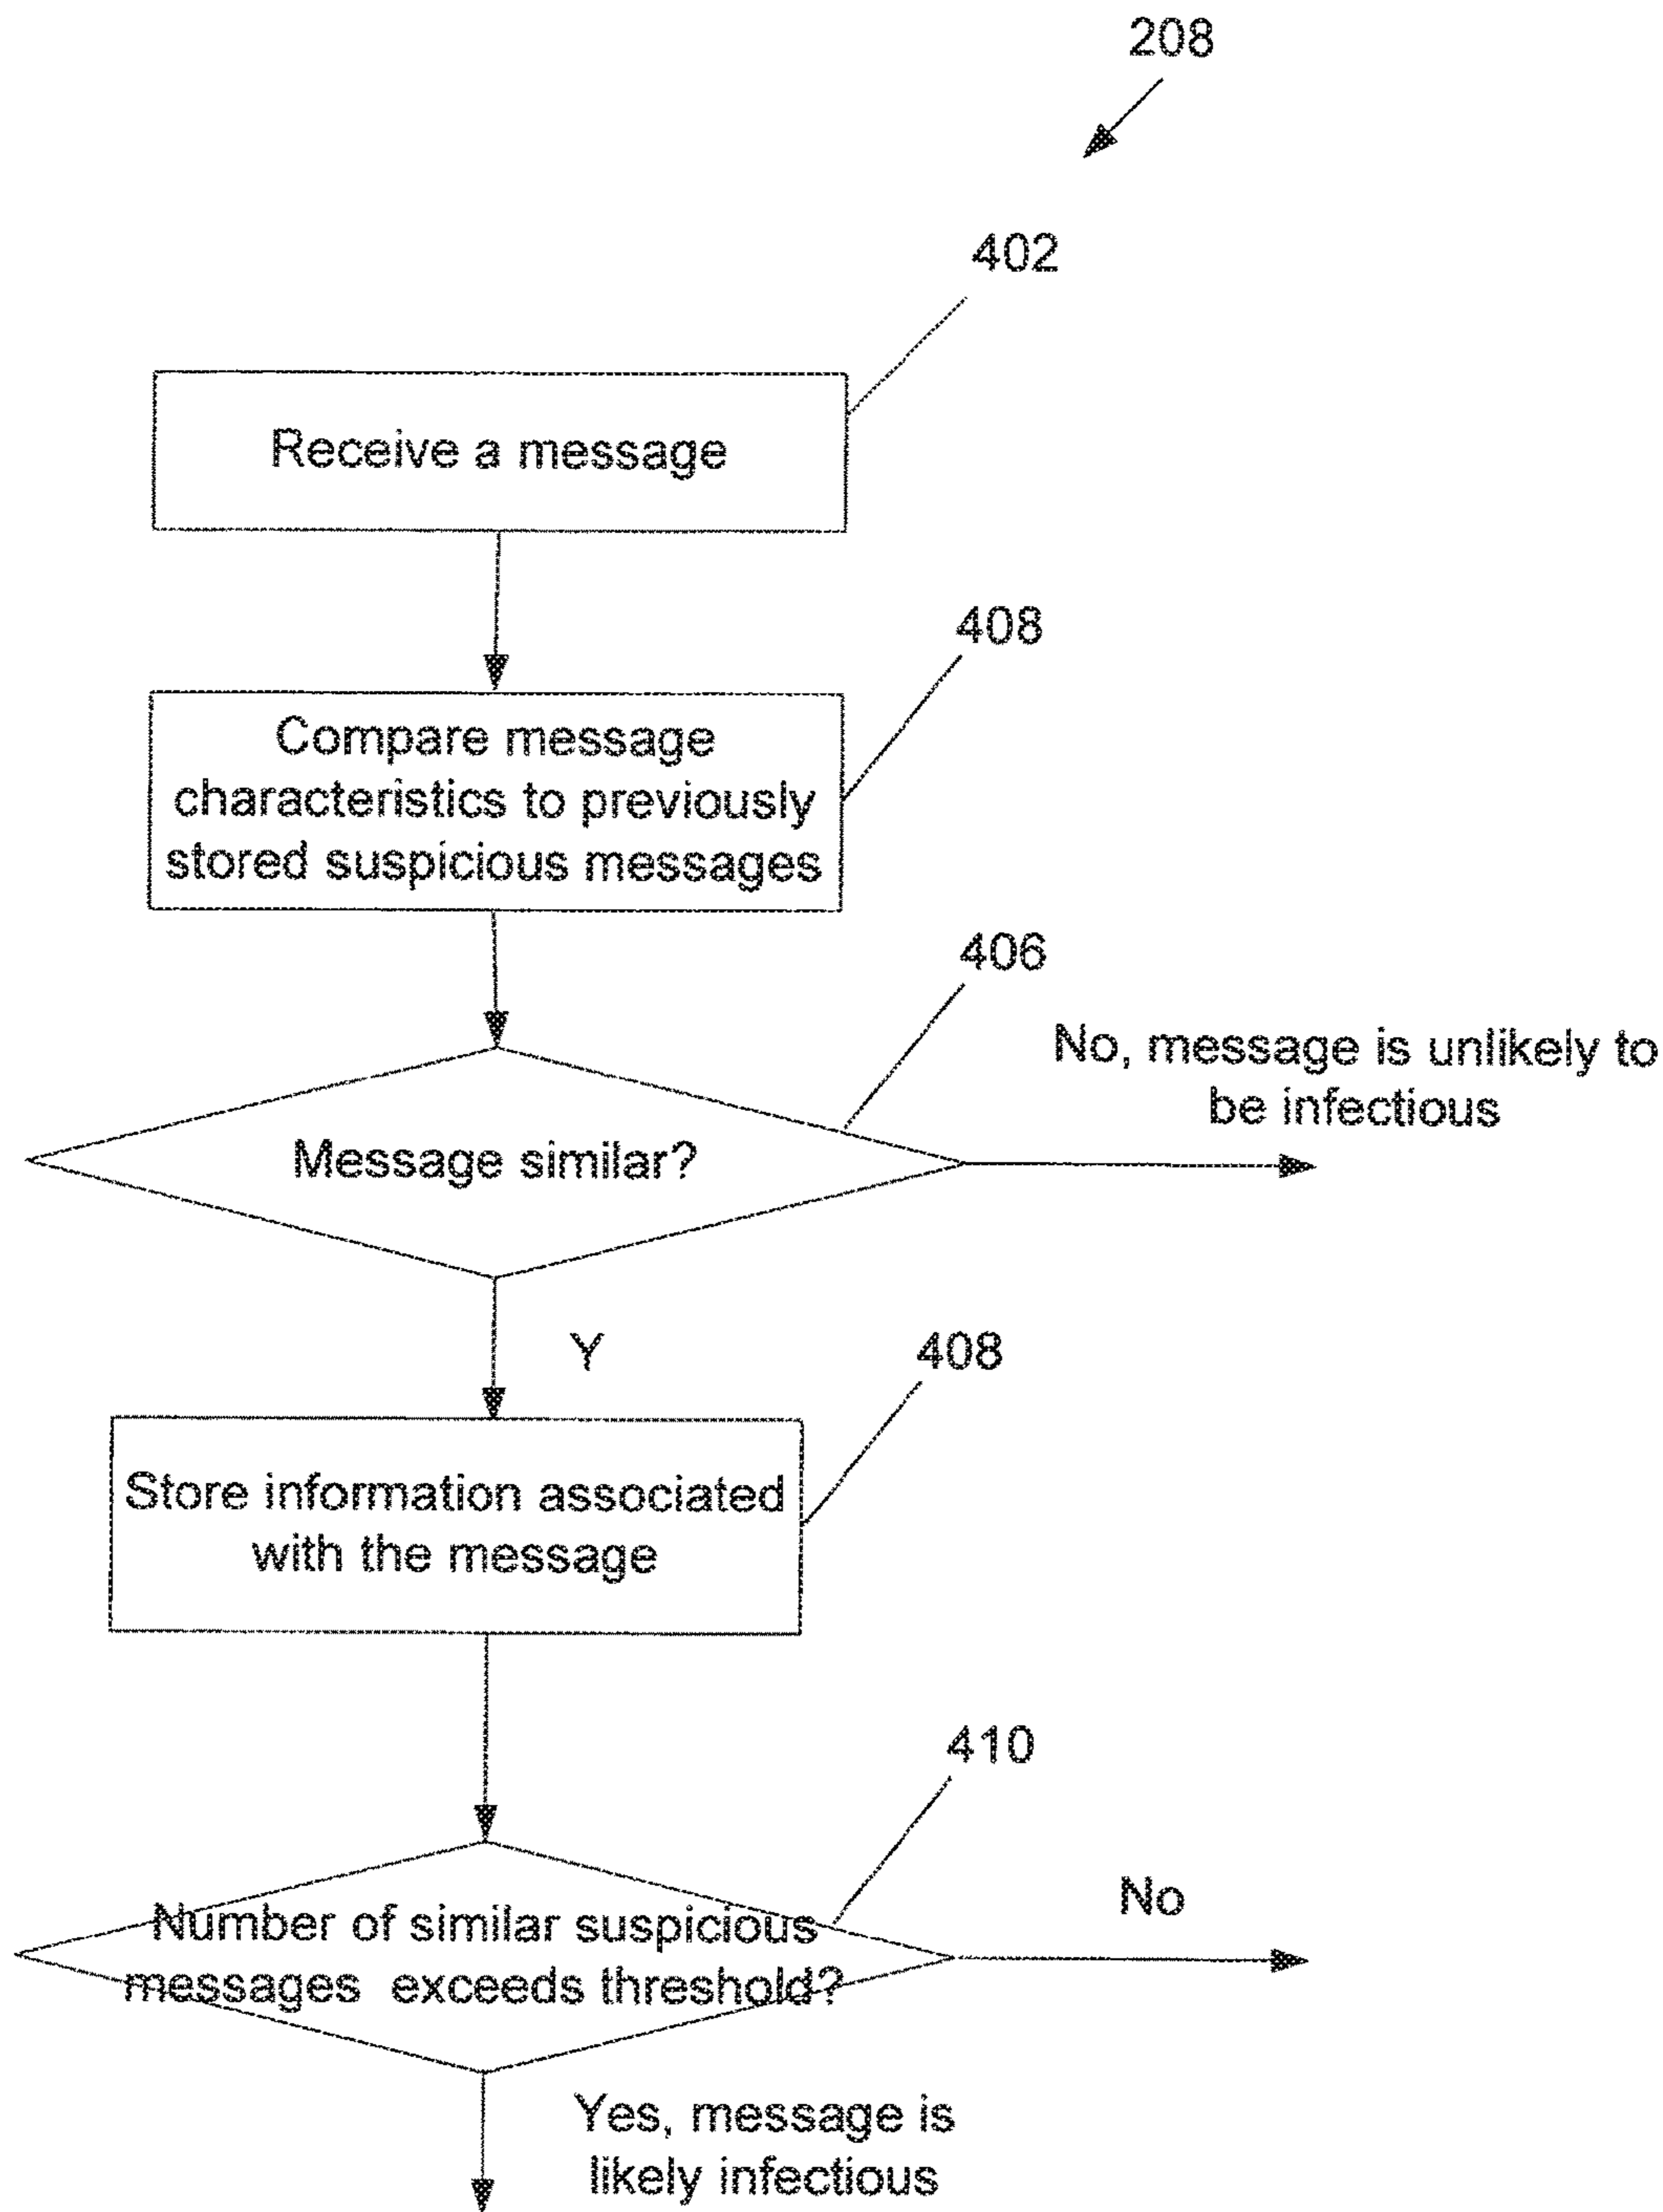 208
402
Receive a message
408
Compare message
characteristics to previously
stored suspicious messages
406
No, message is unlikely to
be infectious
Message similar?
Y
408
Store information associated
with the message
410
No
Number of similar suspicious
messages exceeds threshold?
Yes, message is
likely infectious